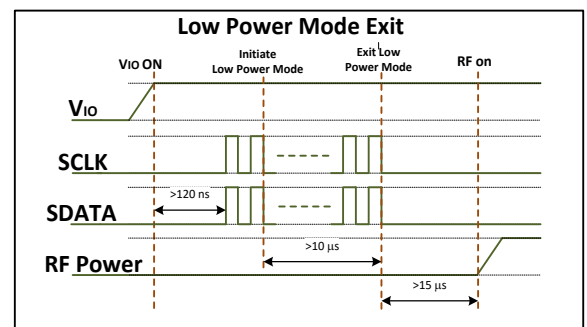 Low Power Mode Exit
VIO ON
Initiate
Low Power Mode
Exit Low
Power Mode
RF on
VIO
SCLK
>120 ns
SDATA
>10 µs
RF Power
>15 µs